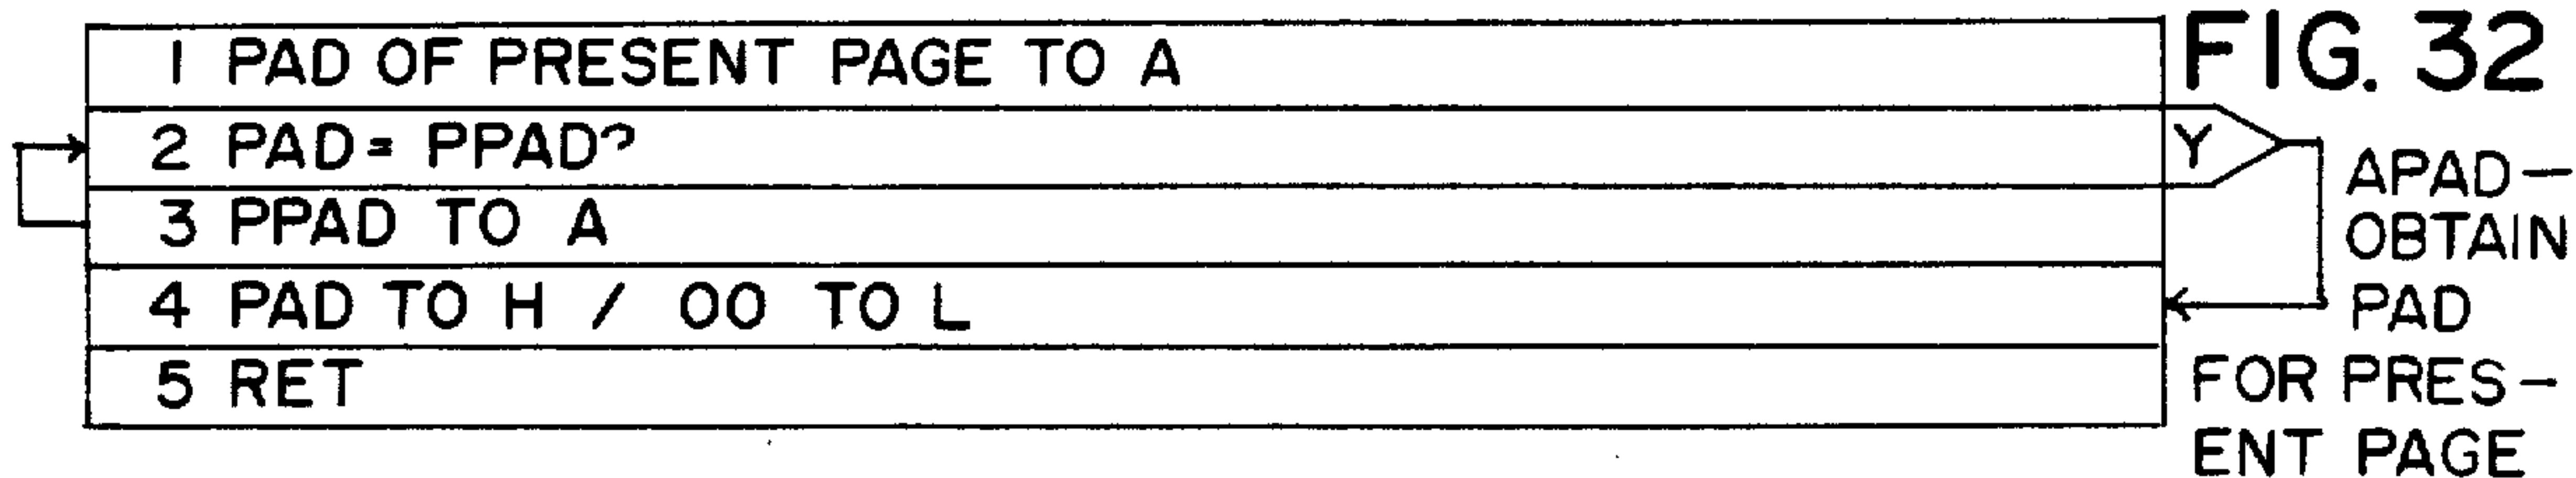 FIG. 32
1 PAD OF PRESENT PAGE TO A
2 PAD= PPAD?
Y
3 PPAD TO A
4 PAD TO H / 00 TO L
5 RET
APAD—
OBTAIN
PAD
FOR PRES—
ENT PAGE